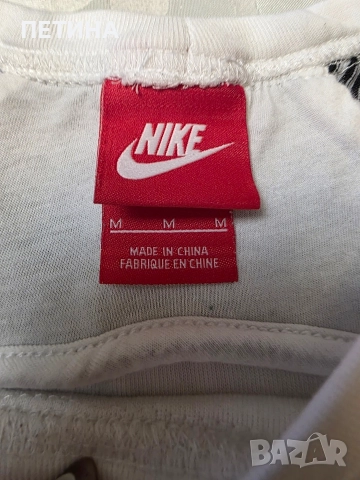 ПЕТИНА
NIKE
M M M
MADE IN CHINA
FABRIQUE EN CHINE
BAZAR.bg